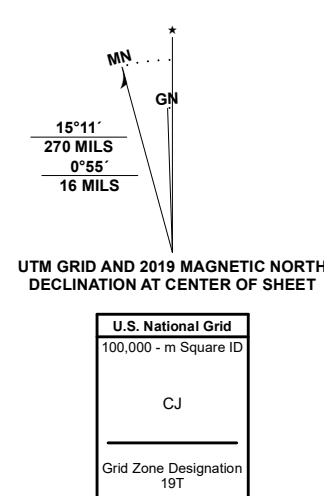 ★
MN
GN
15°11´
270 MILS
0°55´
16 MILS
UTM GRID AND 2019 MAGNETIC NORTH
DECLINATION AT CENTER OF SHEET
U.S. National Grid
100,000 - m Square ID
CJ
Grid Zone Designation
19T